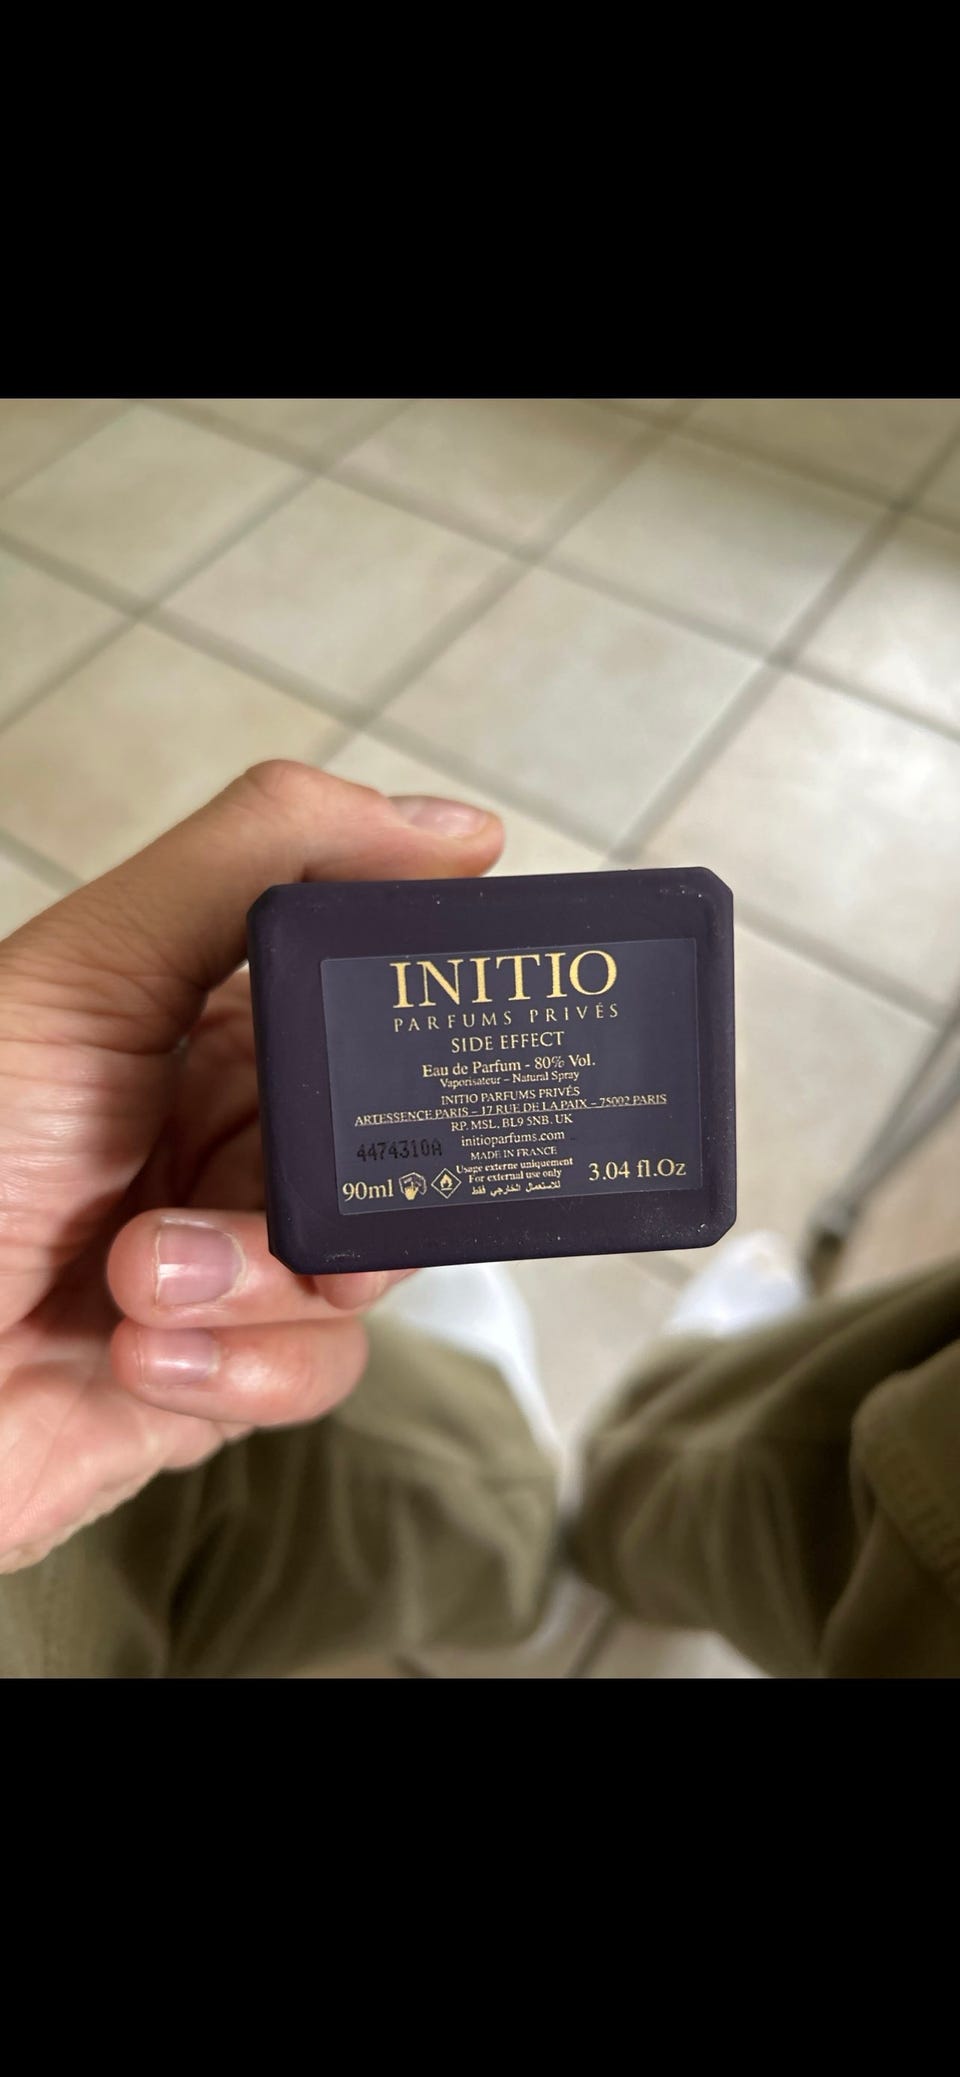 INITIO
PARFUMS PRIVÉS
SIDE EFFECT
Eau de Parfum - 80% Vol.
Vaporisateur – Natural Spray
INITIO PARFUMS PRIVÉS
ARTESSENCE PARIS – 17 RUE DE LA PAIX – 75002 PARIS
RP. MSL, BL9 5NB. UK
initioparfums.com
4474310A
MADE IN FRANCE
Usage externe uniquement
For external use only
للاستعمال الخارجي فقط
90ml
3.04 fl.Oz